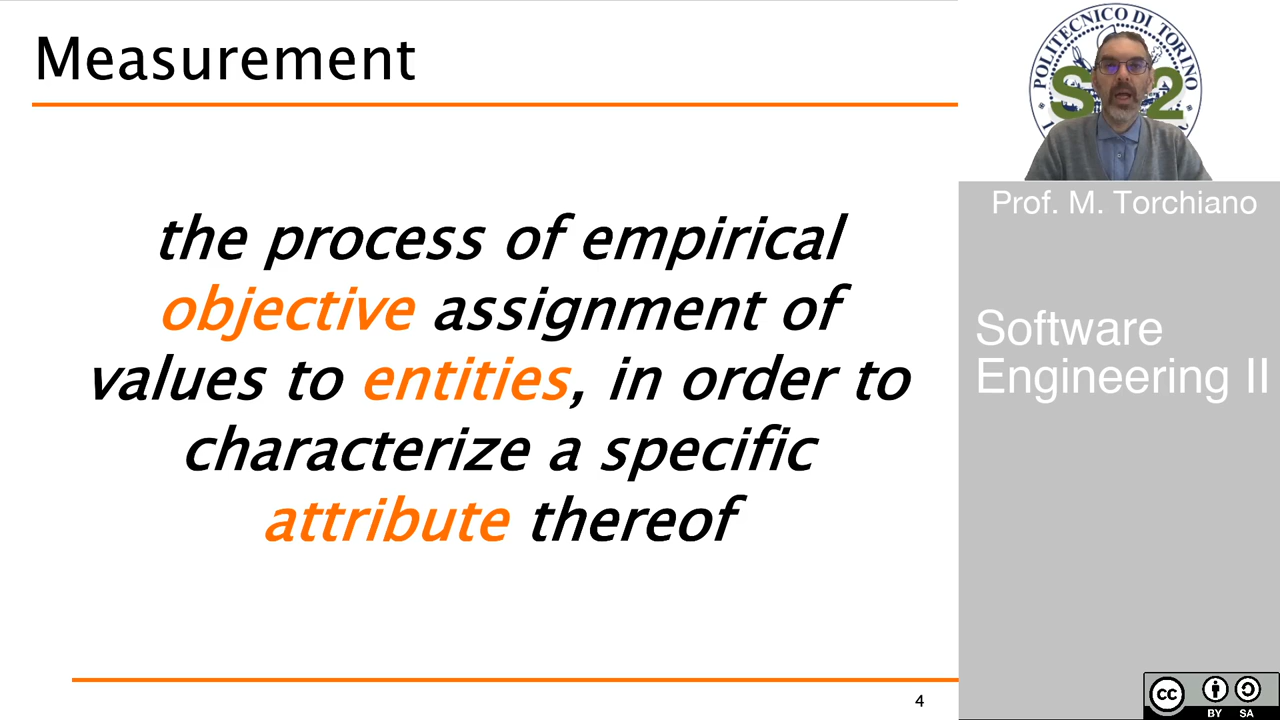 Measurement
the process of empirical
objective assignment of
values to entities, in order to
characterize a specific
attribute thereof
4
POLITECNICO DI TORINO
Prof. M. Torchiano
Software
Engineering II
cc
BY SA